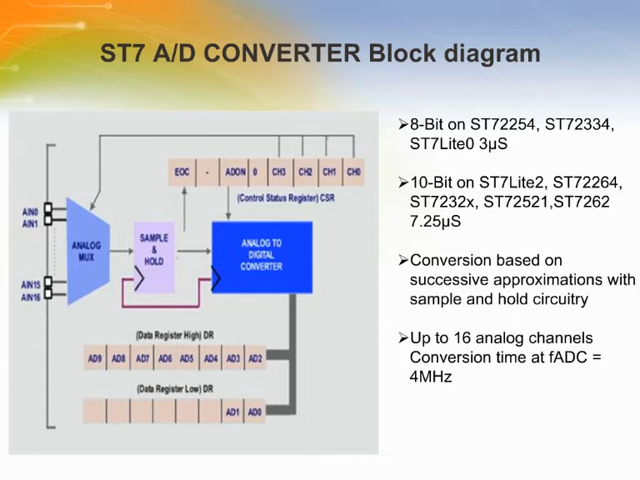 ST7 A/D CONVERTER Block diagram
EOC - ADON 0 CH3 CH2 CH1 CH0
(Control Status Register) CSR
AIN0
AIN1
ANALOG
MUX
SAMPLE
&
HOLD
ANALOG TO
DIGITAL
CONVERTER
AIN15
AIN16
(Data Register High) DR
AD9 AD8 AD7 AD6 AD5 AD4 AD3 AD2
(Data Register Low) DR
AD1 AD0
➢8-Bit on ST72254, ST72334,
ST7Lite0 3µS
➢10-Bit on ST7Lite2, ST72264,
ST7232x, ST72521,ST7262
7.25µS
➢Conversion based on
successive approximations with
sample and hold circuitry
➢Up to 16 analog channels
Conversion time at fADC =
4MHz